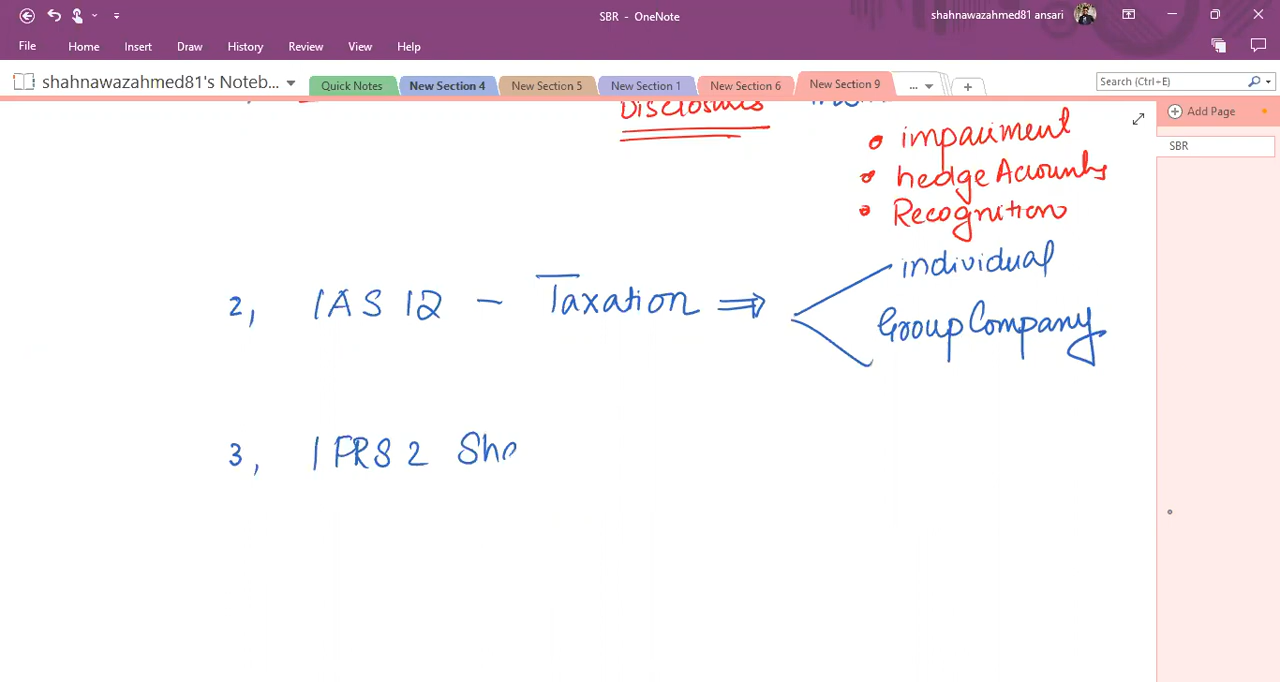 SBR - OneNote
shahnawazahmed81 ansari
File Home Insert Draw History Review View Help
shahnawazahmed81's Noteb...
Quick Notes New Section 4 New Section 5 New Section 1 New Section 6 New Section 9 ...
Search (Ctrl+E)
Add Page
SBR
Disclosures
impairment
hedge Accounts
Recognition
2, IAS 12 - Taxation ⇒
individual
Group Company
3, IFRS 2 Sha